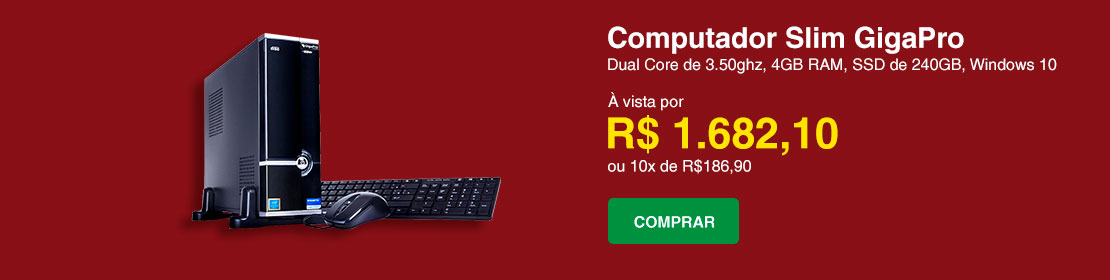 GigaPro
Computador Slim GigaPro
Dual Core de 3.50ghz, 4GB RAM, SSD de 240GB, Windows 10
À vista por
R$ 1.682,10
ou 10x de R$186,90
COMPRAR